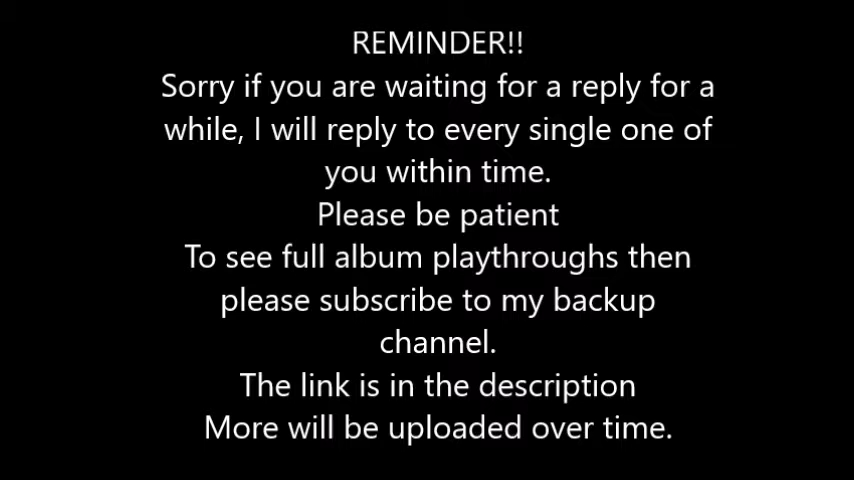 REMINDER!!
Sorry if you are waiting for a reply for a
while, I will reply to every single one of
you within time.
Please be patient
To see full album playthroughs then
please subscribe to my backup
channel.
The link is in the description
More will be uploaded over time.